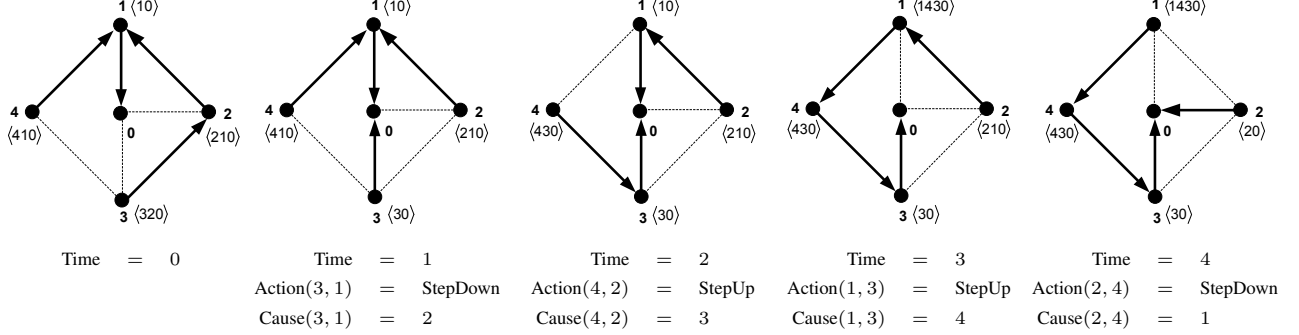 1 ⟨10⟩
4
2
0
⟨410⟩
⟨210⟩
3 ⟨320⟩
Time = 0
1 ⟨10⟩
4
2
0
⟨410⟩
⟨210⟩
3 ⟨30⟩
Time = 1
Action(3, 1) = StepDown
Cause(3, 1) = 2
1 ⟨10⟩
4
2
0
⟨430⟩
⟨210⟩
3 ⟨30⟩
Time = 2
Action(4, 2) = StepUp
Cause(4, 2) = 3
1 ⟨1430⟩
4
2
0
⟨430⟩
⟨210⟩
3 ⟨30⟩
Time = 3
Action(1, 3) = StepUp
Cause(1, 3) = 4
1 ⟨1430⟩
4
2
0
⟨430⟩
⟨20⟩
3 ⟨30⟩
Time = 4
Action(2, 4) = StepDown
Cause(2, 4) = 1